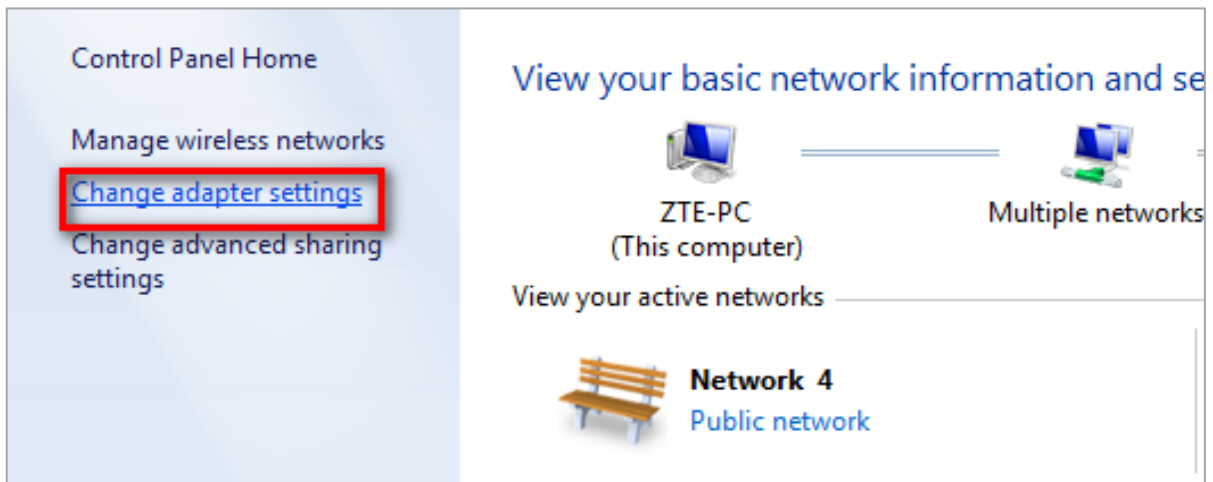 Control Panel Home
Manage wireless networks
Change adapter settings
Change advanced sharing
settings
View your basic network information and se
ZTE-PC
(This computer)
Multiple networks
View your active networks
Network 4
Public network